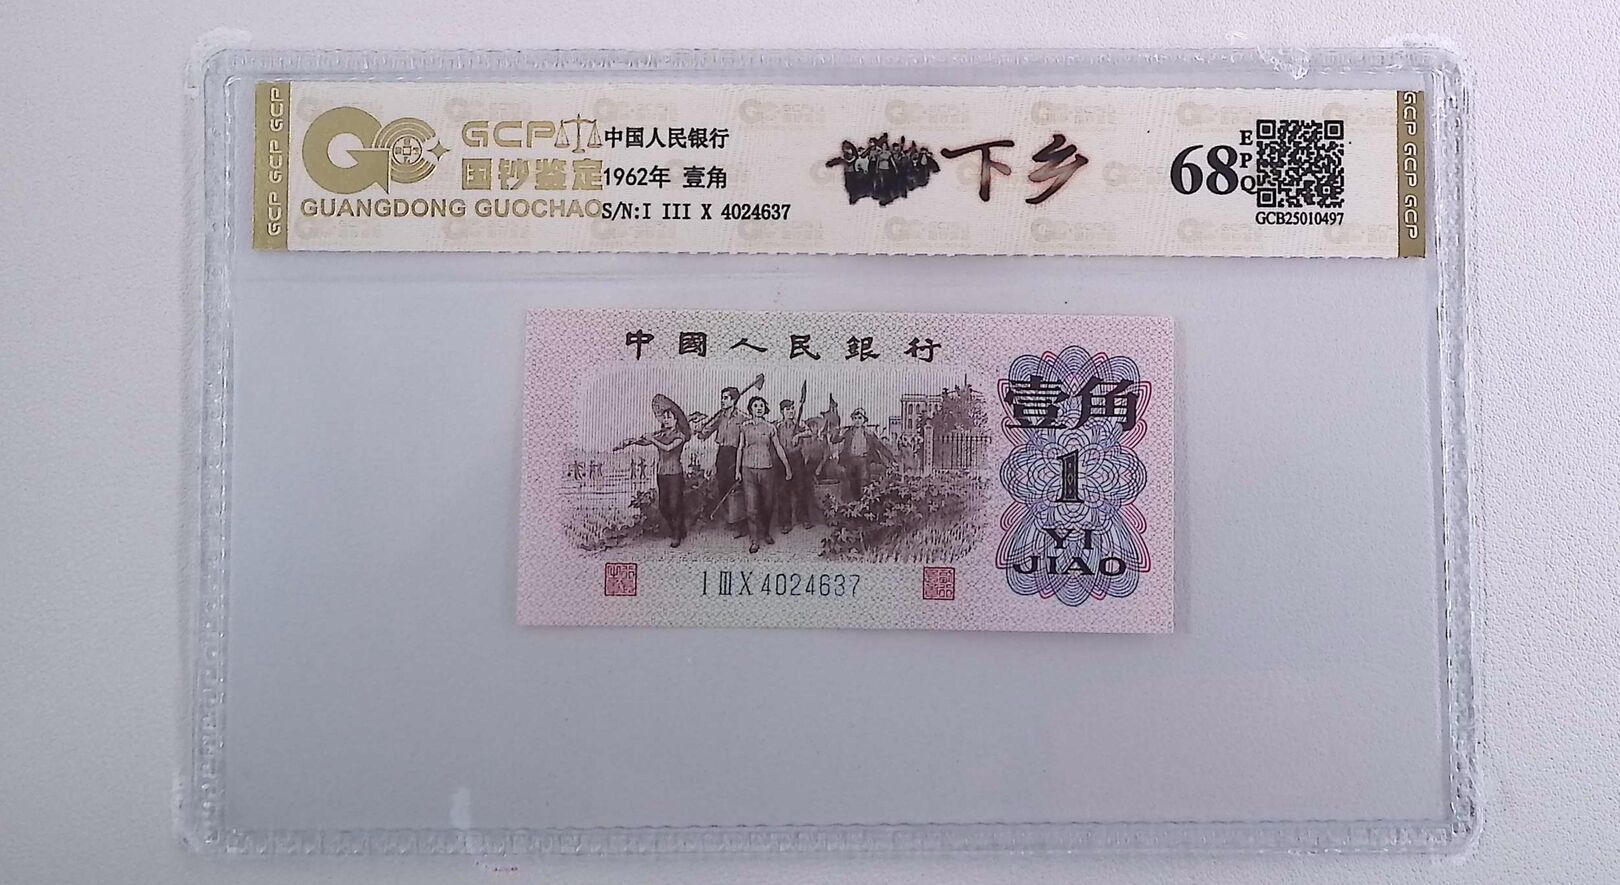 GCP 中国人民银行
国钞鉴定 1962年 壹角
GUANGDONG GUOCHAO S/N:I III X 4024637
下乡
68 EPQ
GCB25010497
GCP GCP GCP
GCP GCP GCP
中國人民銀行
壹角
1
YI
JIAO
I III X 4024637